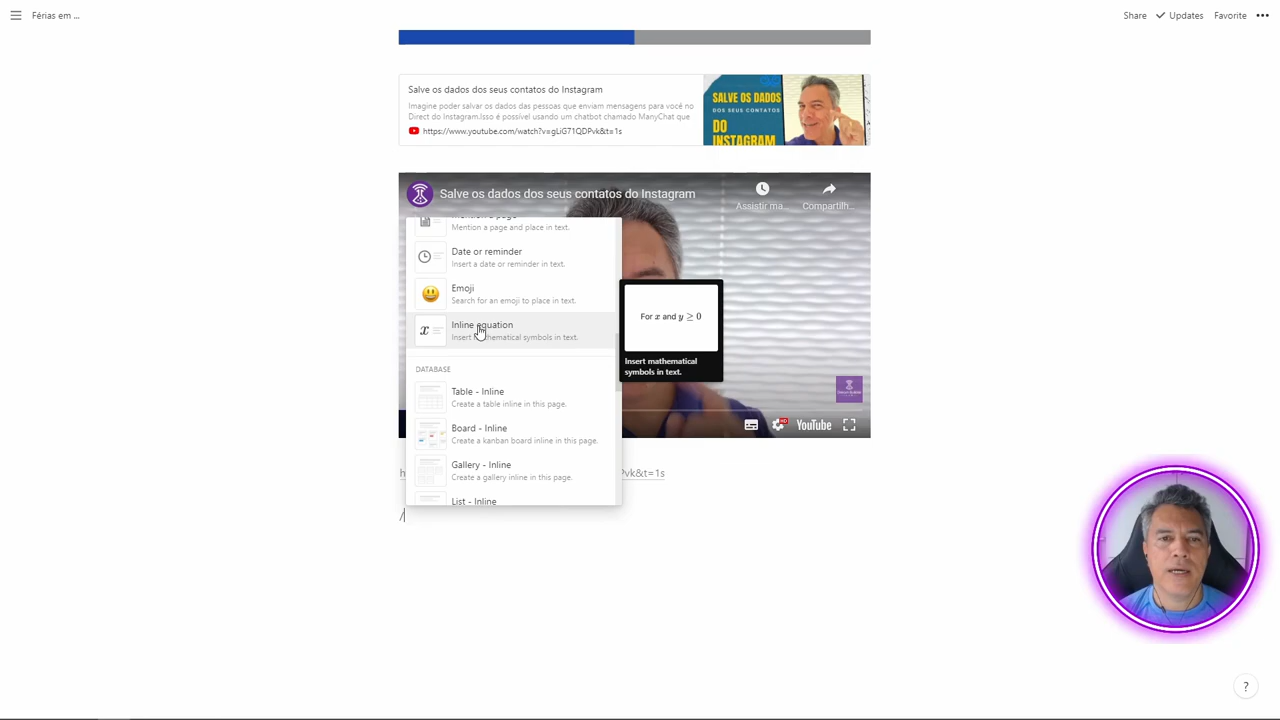 Férias em ...
Share
Updates
Favorite
Salve os dados dos seus contatos do Instagram
Imagine poder salvar os dados das pessoas que enviam mensagens para você no
Direct do Instagram.Isso é possível usando um chatbot chamado ManyChat que
https://www.youtube.com/watch?v=gLiG71QDPvk&t=1s
SALVE OS DADOS
DOS SEUS CONTATOS
DO
INSTAGRAM
Salve os dados dos seus contatos do Instagram
Assistir ma...
Compartilh...
Mention a page
Mention a page and place in text.
Date or reminder
Insert a date or reminder in text.
Emoji
Search for an emoji to place in text.
x
Inline equation
Insert mathematical symbols in text.
For x and y ≥ 0
Insert mathematical
symbols in text.
DATABASE
Table - Inline
Create a table inline in this page.
Board - Inline
Create a kanban board inline in this page.
Gallery - Inline
Create a gallery inline in this page.
List - Inline
HD
YouTube
h
Pvk&t=1s
/
?